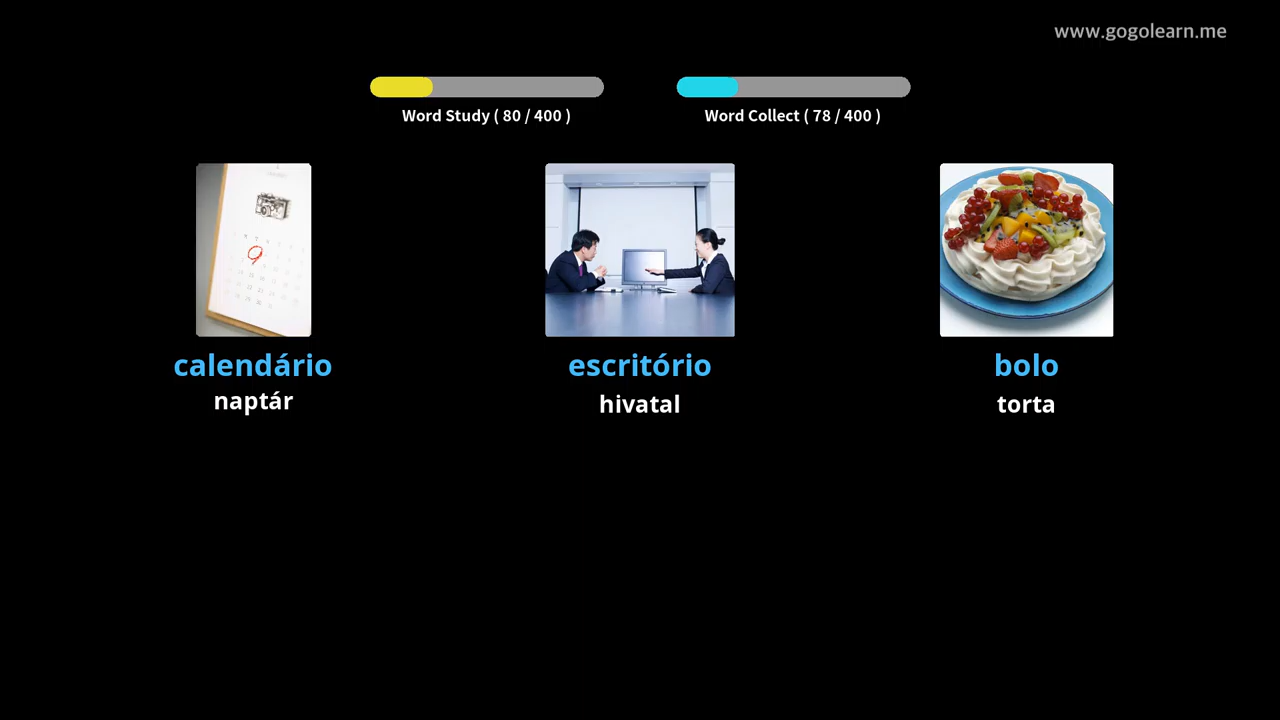 www.gogolearn.me
Word Study ( 80 / 400 )
Word Collect ( 78 / 400 )
calendário
escritório
bolo
naptár
hivatal
torta